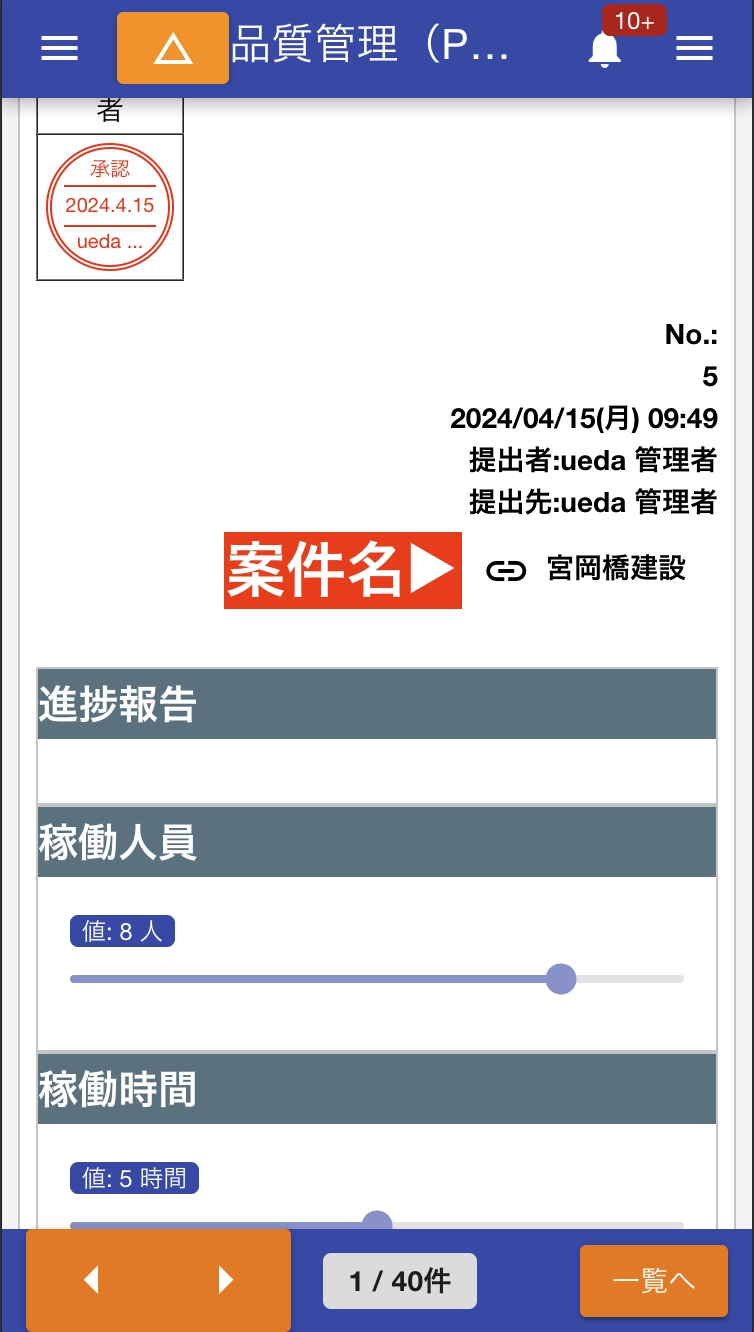 品質管理（P...
10+
者
承認
2024.4.15
ueda ...
No.:
5
2024/04/15(月) 09:49
提出者:ueda 管理者
提出先:ueda 管理者
案件名▶ 宮岡橋建設
進捗報告
稼働人員
値: 8 人
稼働時間
値: 5 時間
1 / 40件
一覧へ